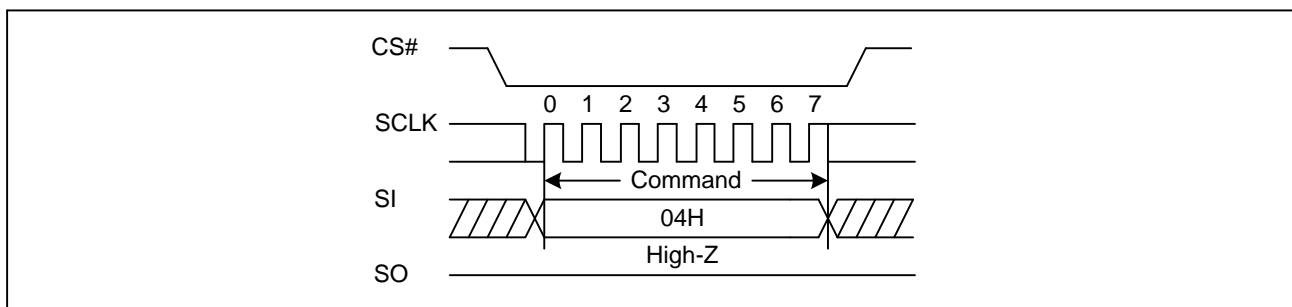 CS#
0 1 2 3 4 5 6 7
SCLK
Command
SI
04H
High-Z
SO